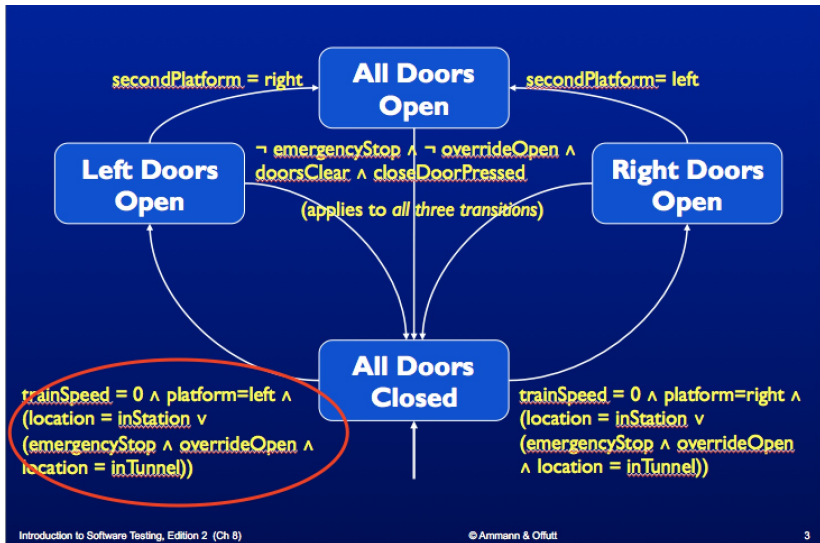 All Doors
Open
secondPlatform = right
secondPlatform= left
¬ emergencyStop ∧ ¬ overrideOpen ∧
doorsClear ∧ closeDoorPressed
(applies to all three transitions)
Left Doors
Open
Right Doors
Open
All Doors
Closed
trainSpeed = 0 ∧ platform=left ∧
(location = inStation ∨
(emergencyStop ∧ overrideOpen ∧
location = inTunnel))
trainSpeed = 0 ∧ platform=right ∧
(location = inStation ∨
(emergencyStop ∧ overrideOpen
∧ location = inTunnel))
Introduction to Software Testing, Edition 2 (Ch 8)
© Ammann & Offutt
3